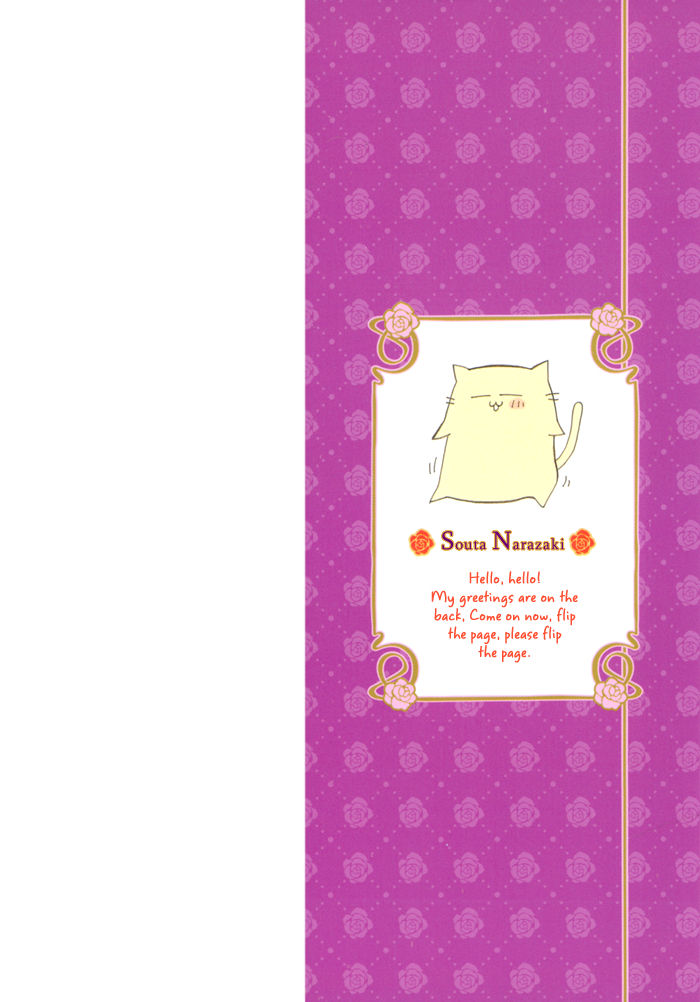 Souta Narazaki
Hello, hello!
My greetings are on the
back, Come on now, flip
the page, please flip
the page.